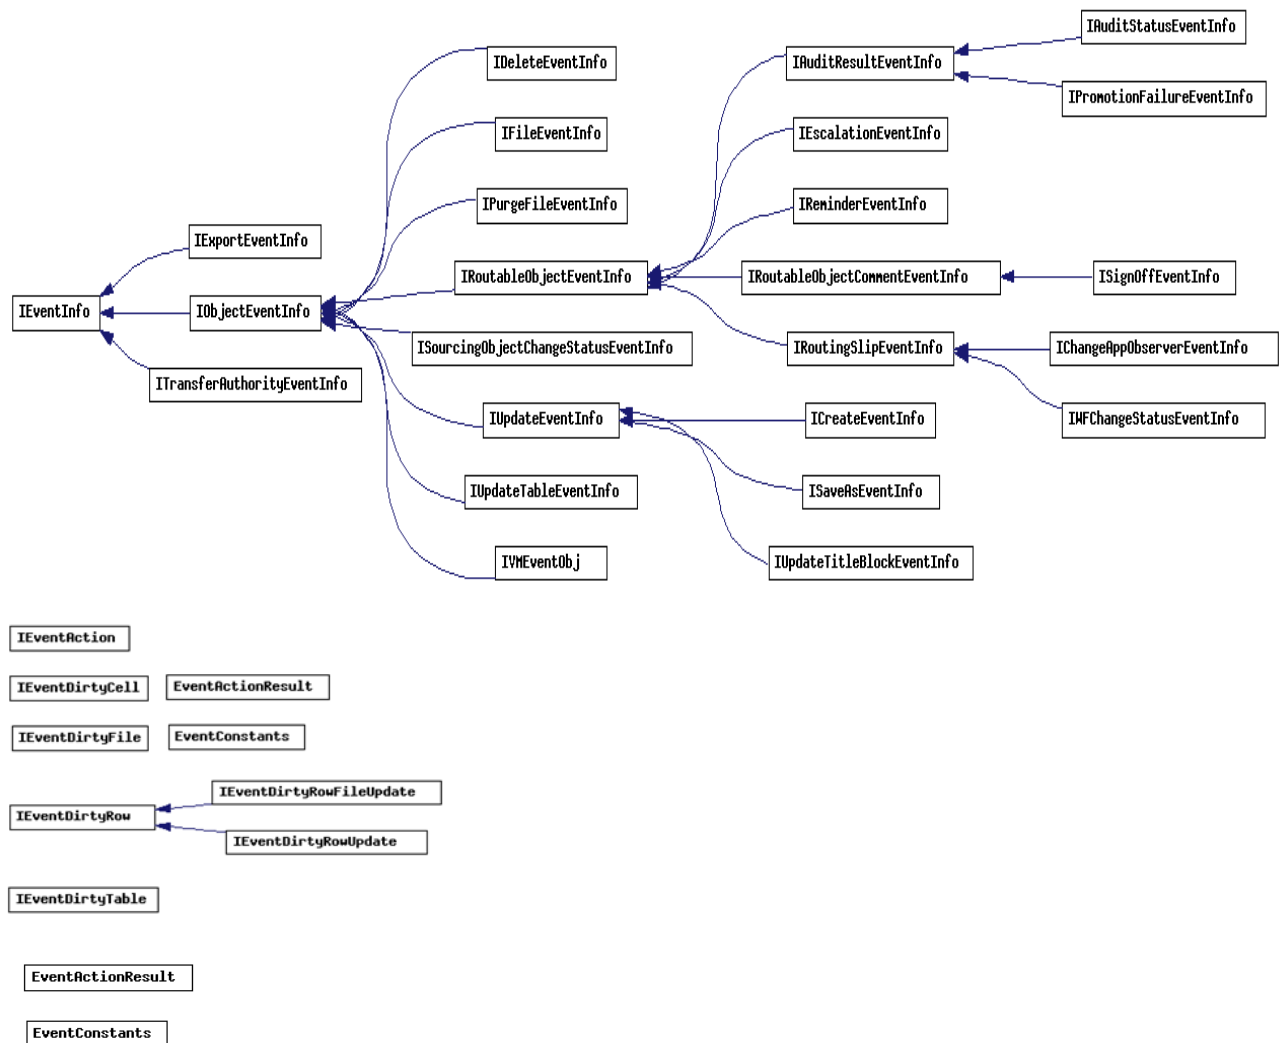 IAuditStatusEventInfo
IDeleteEventInfo
IAuditResultEventInfo
IPromotionFailureEventInfo
IFileEventInfo
IEscalationEventInfo
IPurgeFileEventInfo
IReminderEventInfo
IExportEventInfo
IRoutableObjectEventInfo
IRoutableObjectCommentEventInfo
ISignOffEventInfo
IEventInfo
IObjectEventInfo
ISourcingObjectChangeStatusEventInfo
IRoutingSlipEventInfo
IChangeAppObserverEventInfo
ITransferAuthorityEventInfo
IUpdateEventInfo
ICreateEventInfo
IWFChangeStatusEventInfo
IUpdateTableEventInfo
ISaveAsEventInfo
IVMEventObj
IUpdateTitleBlockEventInfo
IEventAction
IEventDirtyCell
EventActionResult
IEventDirtyFile
EventConstants
IEventDirtyRowFileUpdate
IEventDirtyRow
IEventDirtyRowUpdate
IEventDirtyTable
EventActionResult
EventConstants